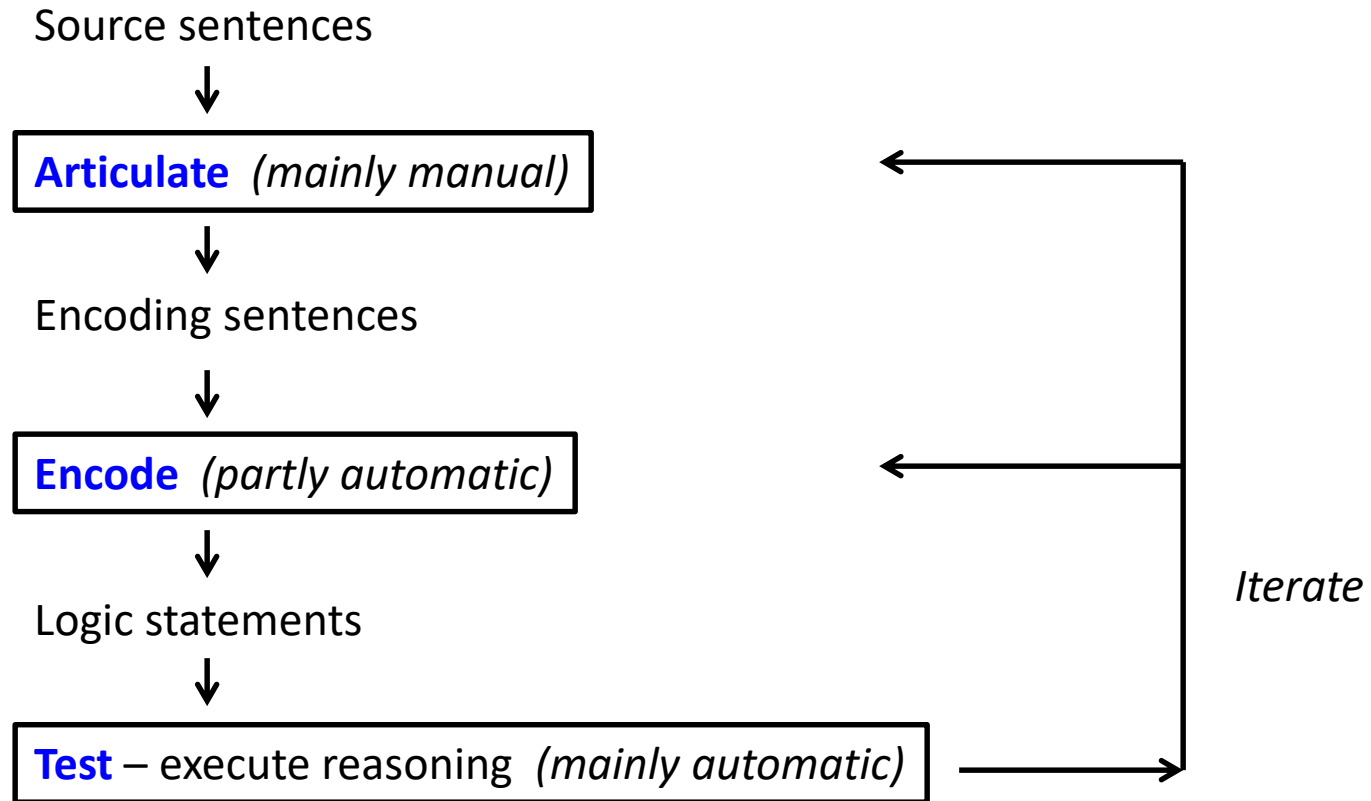 Source sentences
Articulate (mainly manual)
Encoding sentences
Encode (partly automatic)
Iterate
Logic statements
Test – execute reasoning (mainly automatic)